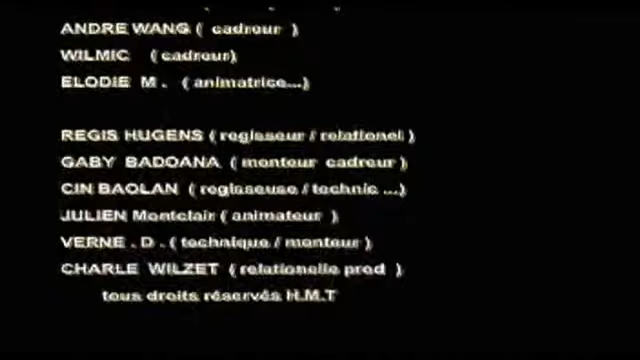 ANDRE WANG ( cadreur )
WILMIC ( cadreur)
ELODIE M . ( animatrice...)
REGIS HUGENS ( regisseur / relationel )
GABY BADOANA ( monteur cadreur )
CIN BAOLAN ( regisseuse / technic ...)
JULIEN Montclair ( animateur )
VERNE . D . ( technique / monteur )
CHARLE WILZET ( relationelle prod )
tous droits réservés H.M.T